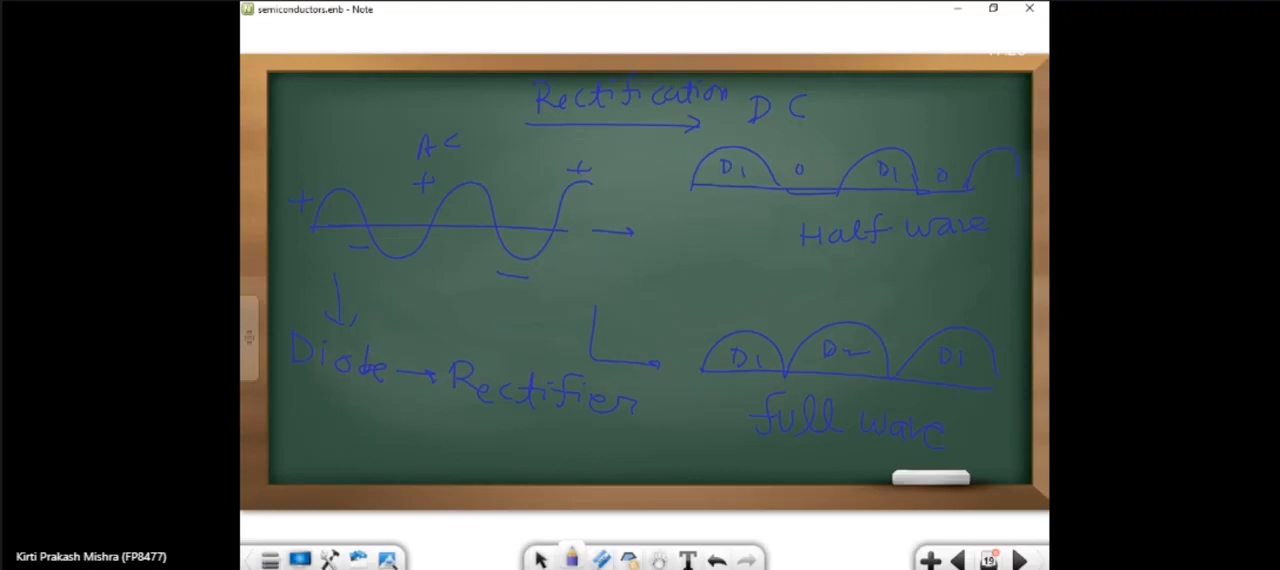 semiconductors.enb - Note
Rectification
DC
AC
+ + +
D1 0 D1 0
− −
Half wave
Diode → Rectifier
D1 D2 D1
full wave
Kirti Prakash Mishra (FP8477)
T
19